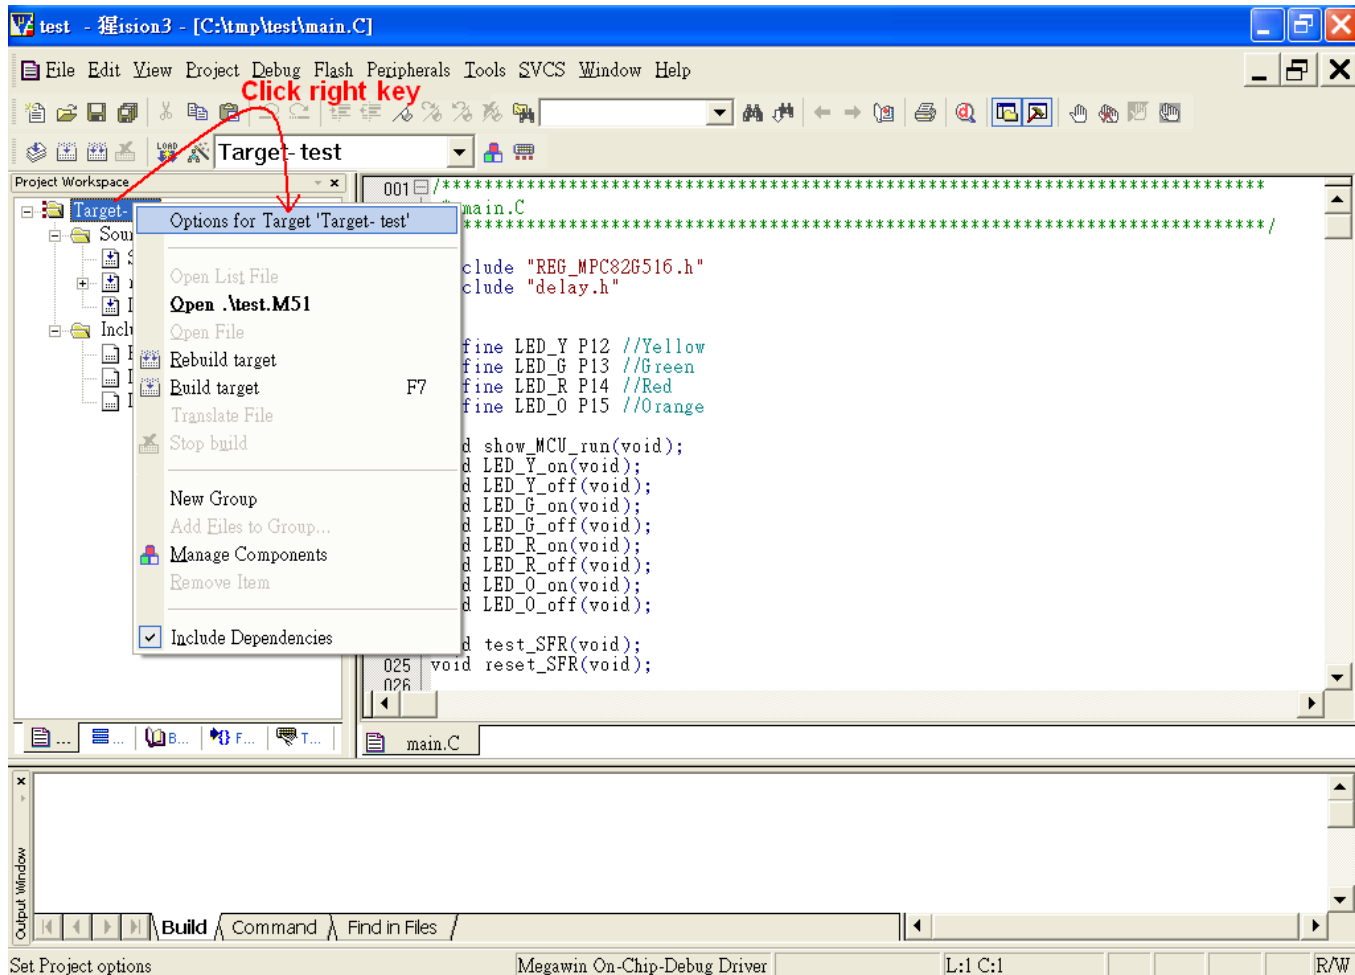 test - 猩ision3 - [C:\tmp\test\main.C]
File Edit View Project Debug Flash Peripherals Tools SVCS Window Help
Click right key
LOAD
Target- test
Project Workspace
Target-
Sour
Inclu
Options for Target 'Target- test'
Open List File
Open .\test.M51
Open File
Rebuild target
Build target F7
Translate File
Stop build
New Group
Add Files to Group...
Manage Components
Remove Item
Include Dependencies
001 /******************************************************************************
main.C
******************************************************************************/
clude "REG_MPC82G516.h"
clude "delay.h"
fine LED_Y P12 //Yellow
fine LED_G P13 //Green
fine LED_R P14 //Red
fine LED_O P15 //Orange
d show_MCU_run(void);
d LED_Y_on(void);
d LED_Y_off(void);
d LED_G_on(void);
d LED_G_off(void);
d LED_R_on(void);
d LED_R_off(void);
d LED_O_on(void);
d LED_O_off(void);
d test_SFR(void);
025 void reset_SFR(void);
026
... ... B... F... T...
main.C
Output Window
Build Command Find in Files
Set Project options Megawin On-Chip-Debug Driver L:1 C:1 R/W